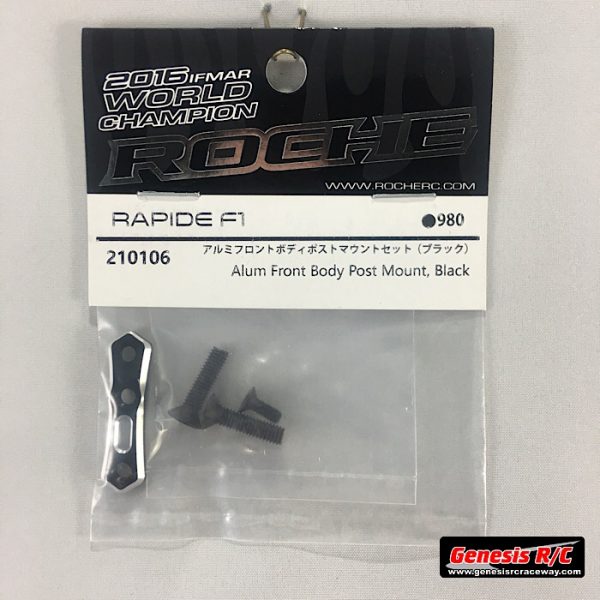 2016 IFMAR
WORLD
CHAMPION
ROCHE
WWW.ROCHERC.COM
RAPIDE F1 ●980
210106 アルミフロントボディポストマウントセット (ブラック)
Alum Front Body Post Mount, Black
Genesis R/C
www.genesisrcraceway.com